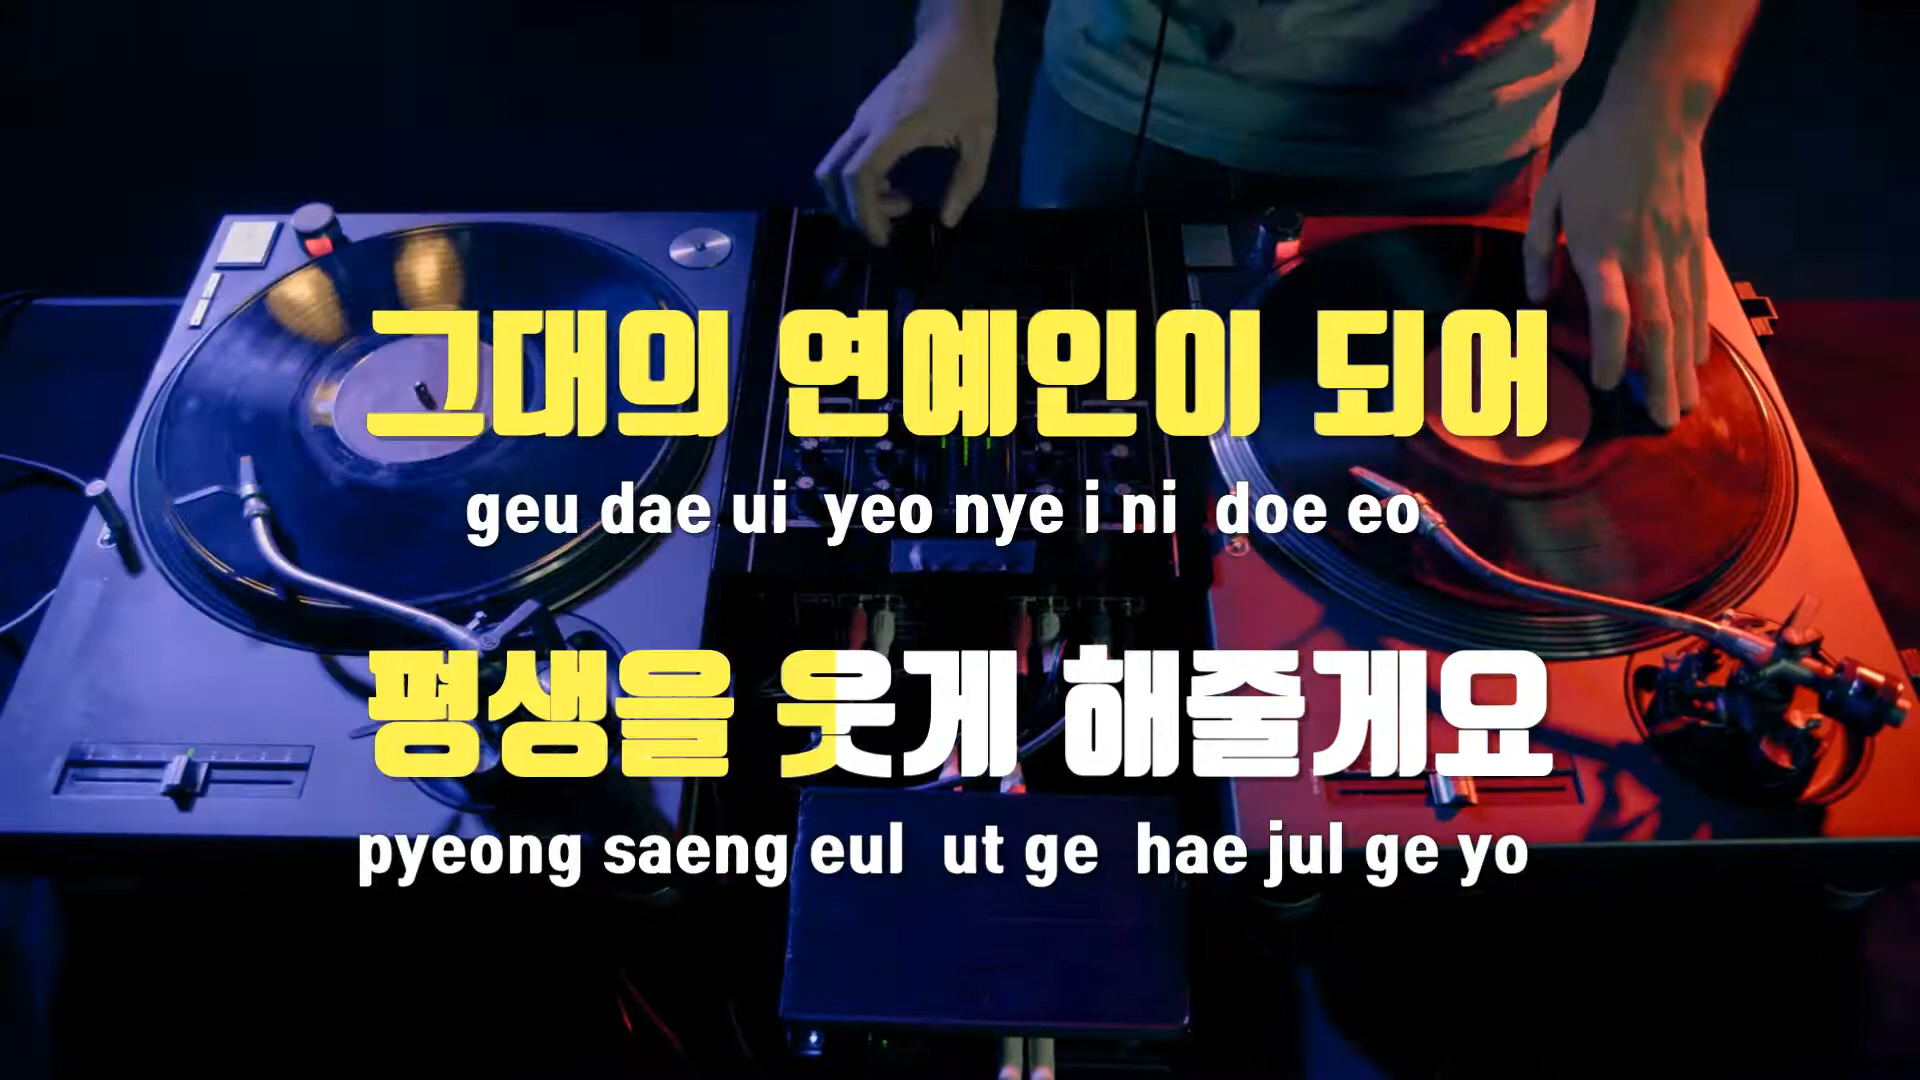 그대의 연예인이 되어
geu dae ui yeo nye i ni doe eo
평생을 웃게 해줄게요
pyeong saeng eul ut ge hae jul ge yo